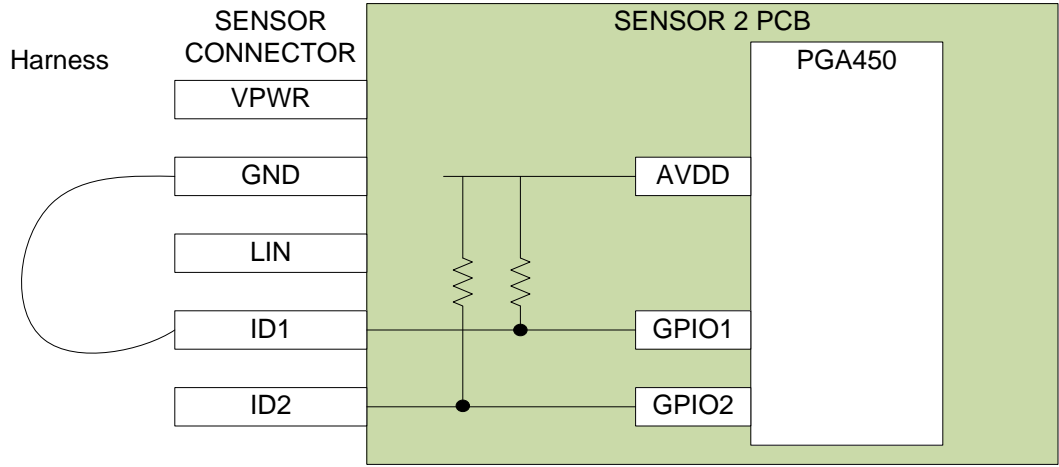 SENSOR 2 PCB
SENSOR
CONNECTOR
Harness
PGA450
VPWR
GND
AVDD
LIN
ID1
GPIO1
ID2
GPIO2